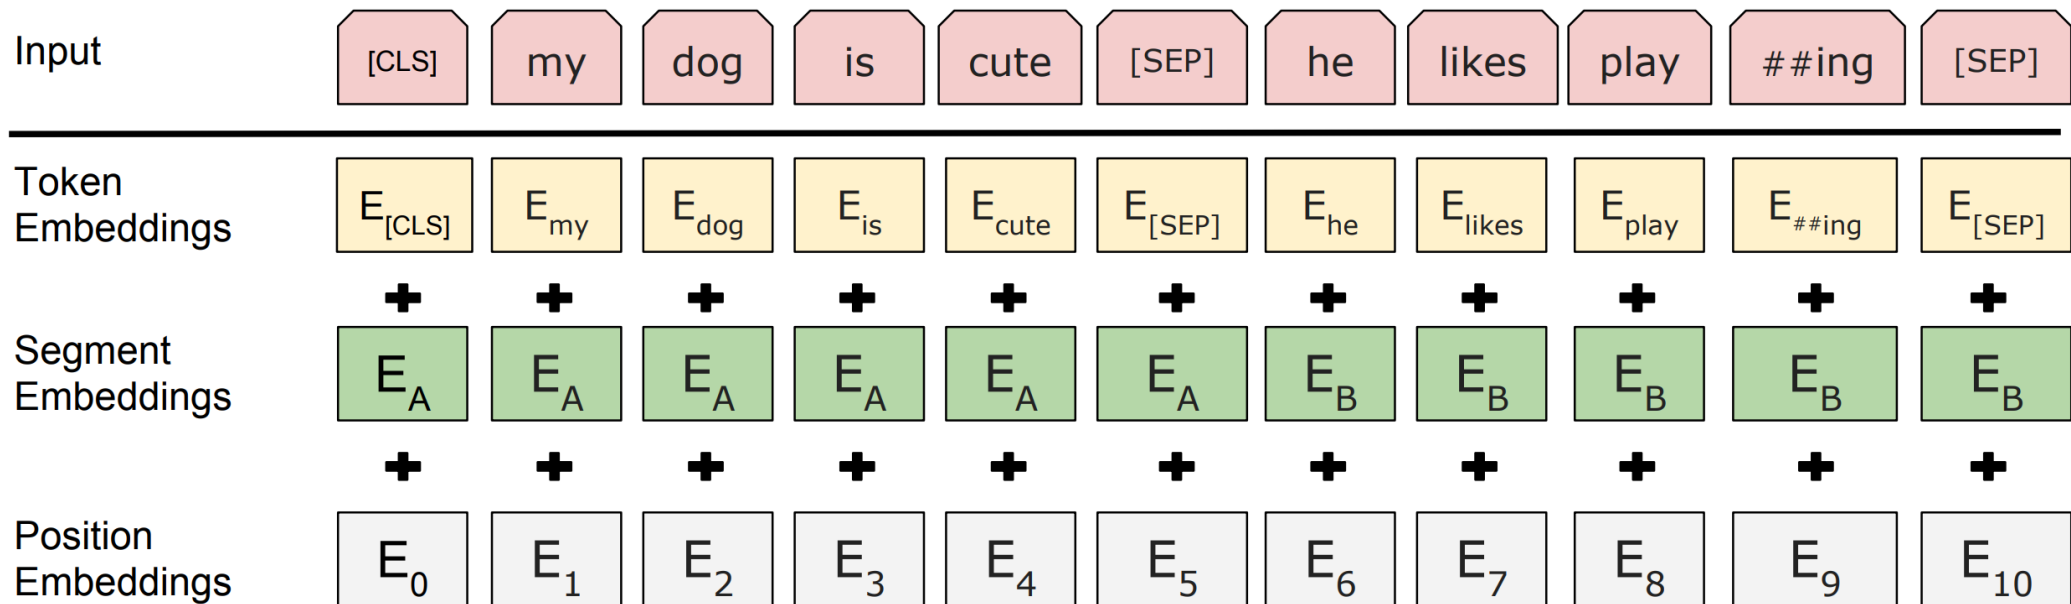 Input [CLS] my dog is cute [SEP] he likes play ##ing [SEP]
Token
Embeddings E[CLS] Emy Edog Eis Ecute E[SEP] Ehe Elikes Eplay E##ing E[SEP]
+ + + + + + + + + + +
Segment
Embeddings EA EA EA EA EA EA EB EB EB EB EB
+ + + + + + + + + + +
Position
Embeddings E0 E1 E2 E3 E4 E5 E6 E7 E8 E9 E10